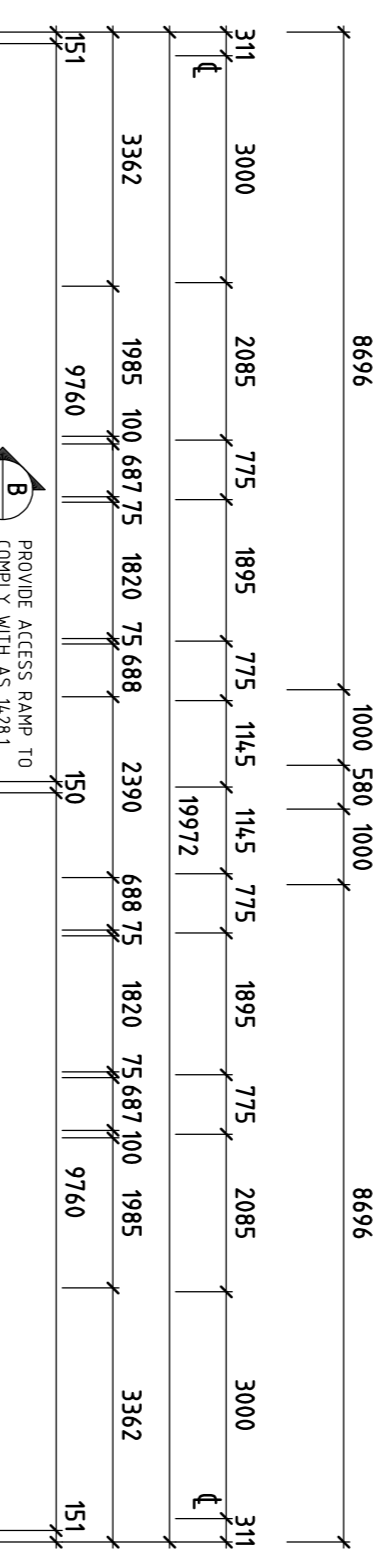 8696 1000 580 1000 8696
311 3000 2085 775 1895 775 1145 1145 775 1895 775 2085 3000 311
℄ 19972 ℄
3362 1985 100 687 75 1820 75 688 2390 688 75 1820 75 687 100 1985 3362
151 9760 150 9760 151
B
PROVIDE ACCESS RAMP TO
COMPLY WITH AS 1428.1